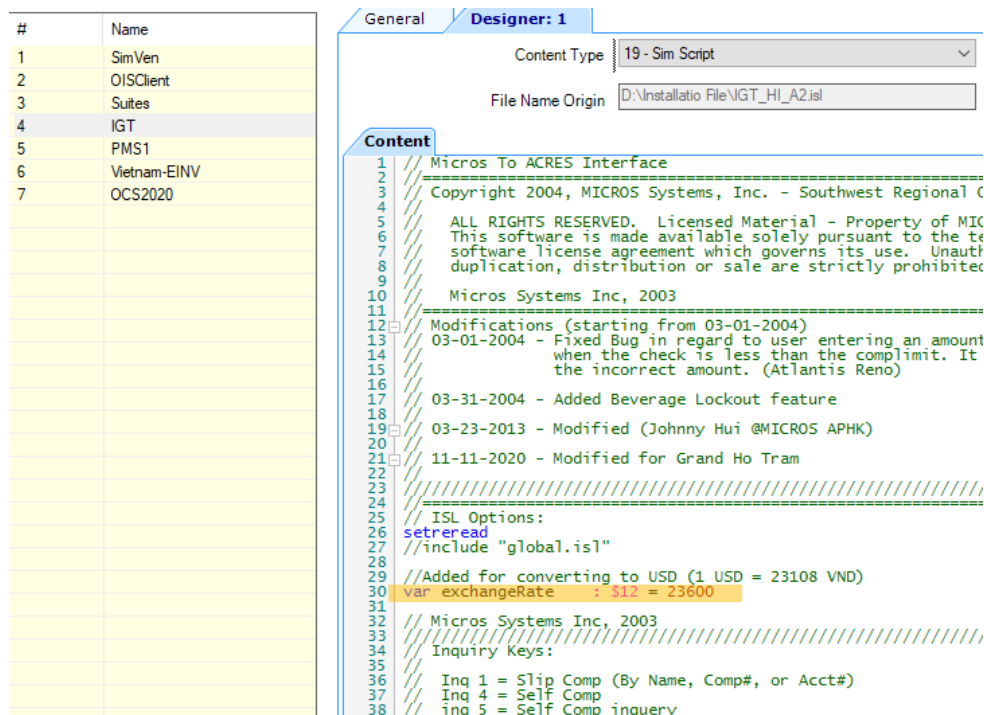 # Name
1 SimVen
2 OISClient
3 Suites
4 IGT
5 PMS1
6 Vietnam-EINV
7 OCS2020
General Designer: 1
Content Type 19 - Sim Script
File Name Origin D:\Installatio File\IGT_HI_A2.isl
Content
1 // Micros To ACRES Interface
2 //==========================================================
3 // Copyright 2004, MICROS Systems, Inc. - Southwest Regional
4 //
5 // ALL RIGHTS RESERVED. Licensed Material - Property of MIC
6 // This software is made available solely pursuant to the te
7 // software license agreement which governs its use. Unauth
8 // duplication, distribution or sale are strictly prohibited
9 //
10 // Micros Systems Inc, 2003
11 //==========================================================
12 // Modifications (starting from 03-01-2004)
13 // 03-01-2004 - Fixed Bug in regard to user entering an amount
14 // when the check is less than the complimit. It
15 // the incorrect amount. (Atlantis Reno)
16 //
17 // 03-31-2004 - Added Beverage Lockout feature
18 //
19 // 03-23-2013 - Modified (Johnny Hui @MICROS APHK)
20 //
21 // 11-11-2020 - Modified for Grand Ho Tram
22 //
23 ////////////////////////////////////////////////////////////
24 //==========================================================
25 // ISL Options:
26 setreread
27 //include "global.isl"
28
29 //Added for converting to USD (1 USD = 23108 VND)
30 var exchangeRate : $12 = 23600
31
32 // Micros Systems Inc, 2003
33 ////////////////////////////////////////////////////////////
34 // Inquiry Keys:
35 //
36 // Inq 1 = Slip Comp (By Name, Comp#, or Acct#)
37 // Inq 4 = Self Comp
38 // inq 5 = Self Comp inquery